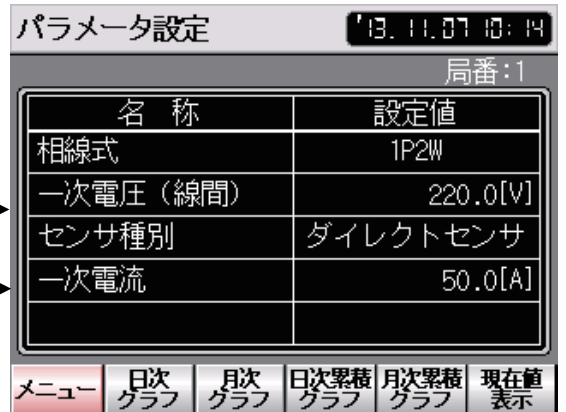 パラメータ設定
'13. 11.07 10:14
局番:1
名 称 設定値
相線式 1P2W
一次電圧(線間) 220.0[V]
センサ種別 ダイレクトセンサ
一次電流 50.0[A]
メニュー 日次グラフ 月次グラフ 日次累積グラフ 月次累積グラフ 現在値表示